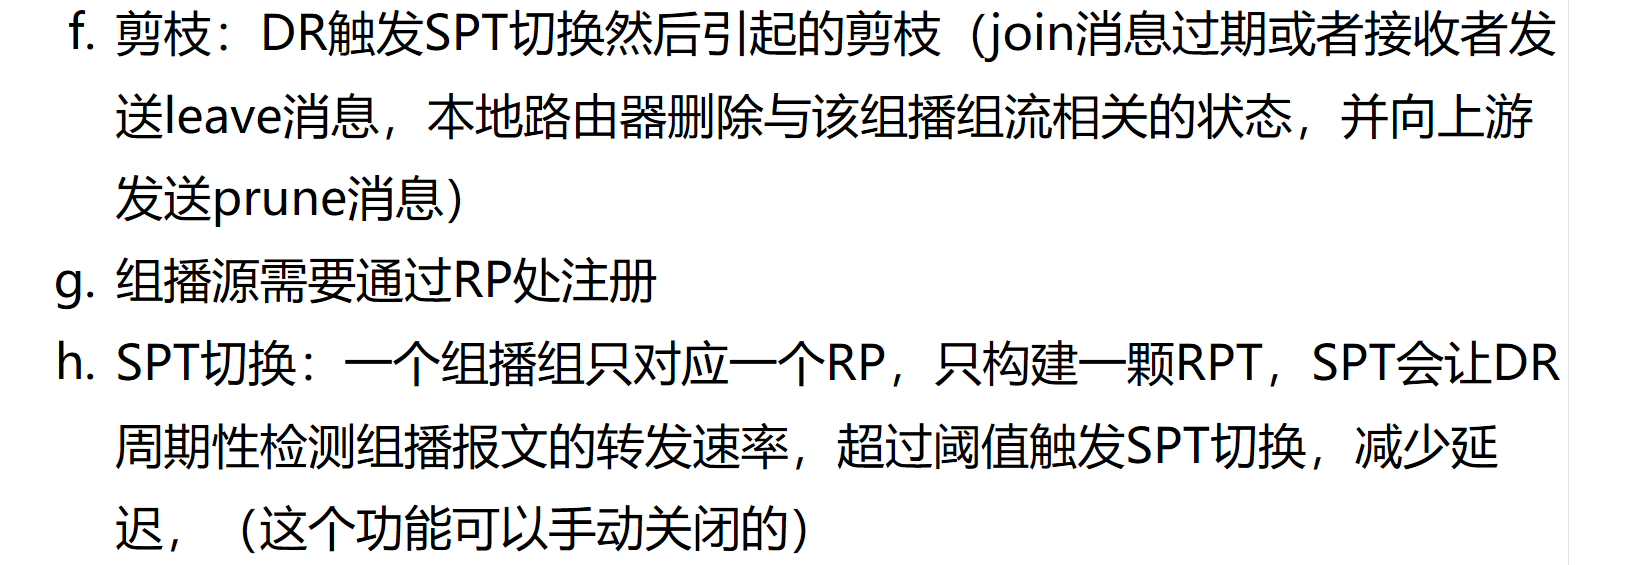 f. 剪枝：DR触发SPT切换然后引起的剪枝（join消息过期或者接收者发
送leave消息，本地路由器删除与该组播组流相关的状态，并向上游
发送prune消息）
g. 组播源需要通过RP处注册
h. SPT切换：一个组播组只对应一个RP，只构建一颗RPT，SPT会让DR
周期性检测组播报文的转发速率，超过阈值触发SPT切换，减少延
迟，（这个功能可以手动关闭的）